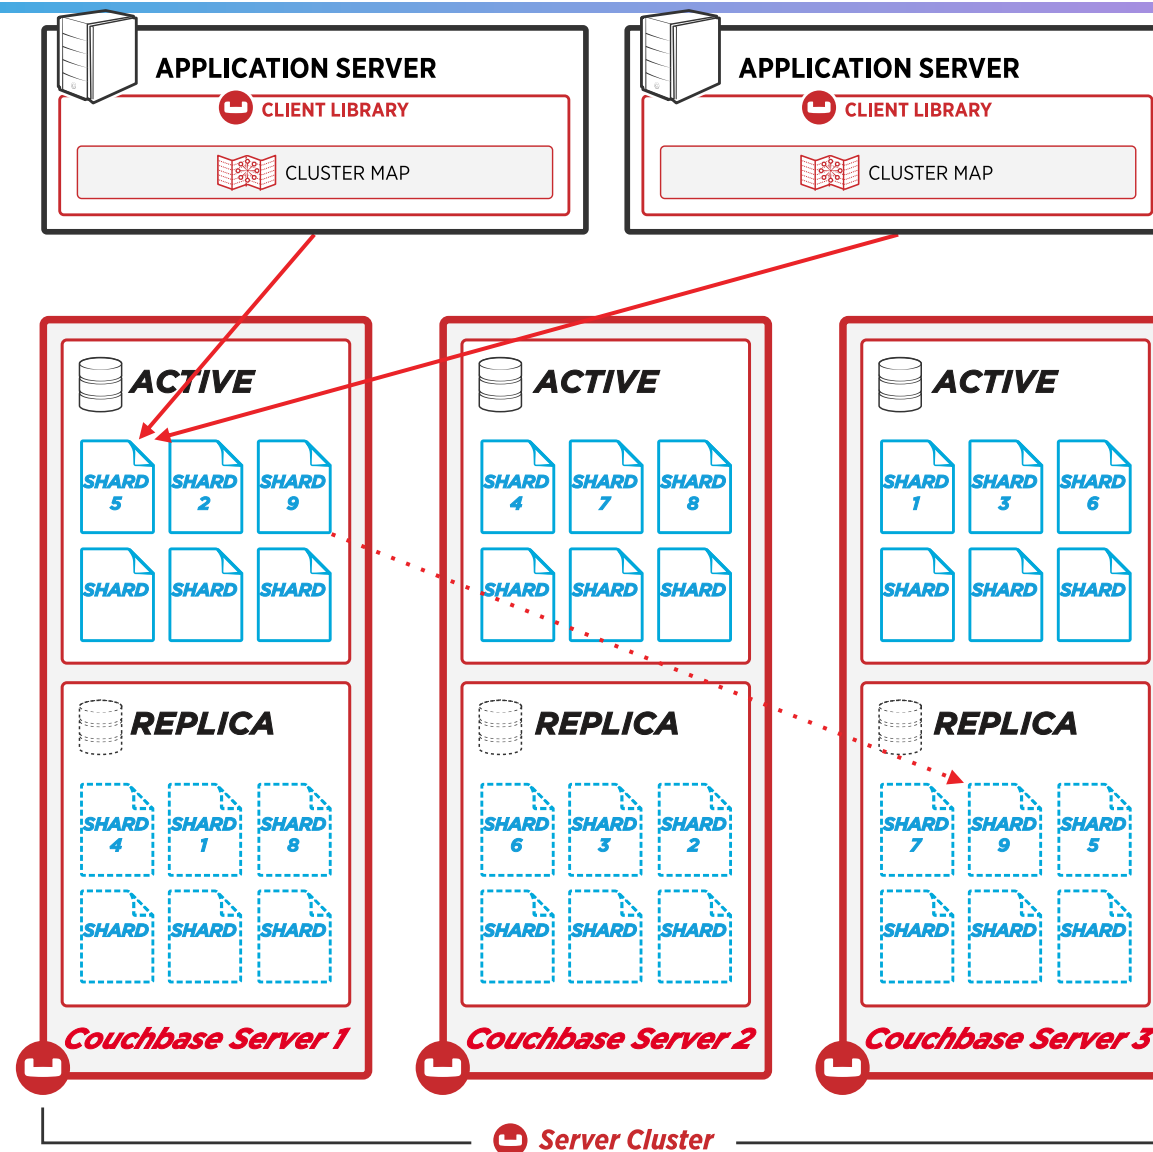 APPLICATION SERVER
CLIENT LIBRARY
CLUSTER MAP
APPLICATION SERVER
CLIENT LIBRARY
CLUSTER MAP
ACTIVE
SHARD 5
SHARD 2
SHARD 9
SHARD
SHARD
SHARD
REPLICA
SHARD 4
SHARD 1
SHARD 8
SHARD
SHARD
SHARD
Couchbase Server 1
ACTIVE
SHARD 4
SHARD 7
SHARD 8
SHARD
SHARD
SHARD
REPLICA
SHARD 6
SHARD 3
SHARD 2
SHARD
SHARD
SHARD
Couchbase Server 2
ACTIVE
SHARD 1
SHARD 3
SHARD 6
SHARD
SHARD
SHARD
REPLICA
SHARD 7
SHARD 9
SHARD 5
SHARD
SHARD
SHARD
Couchbase Server 3
Server Cluster